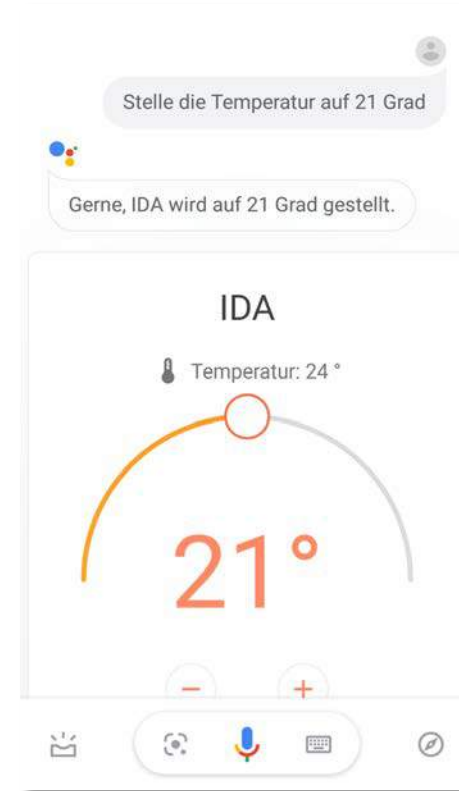 Stelle die Temperatur auf 21 Grad
Gerne, IDA wird auf 21 Grad gestellt.
IDA
Temperatur: 24 °
21°
− +